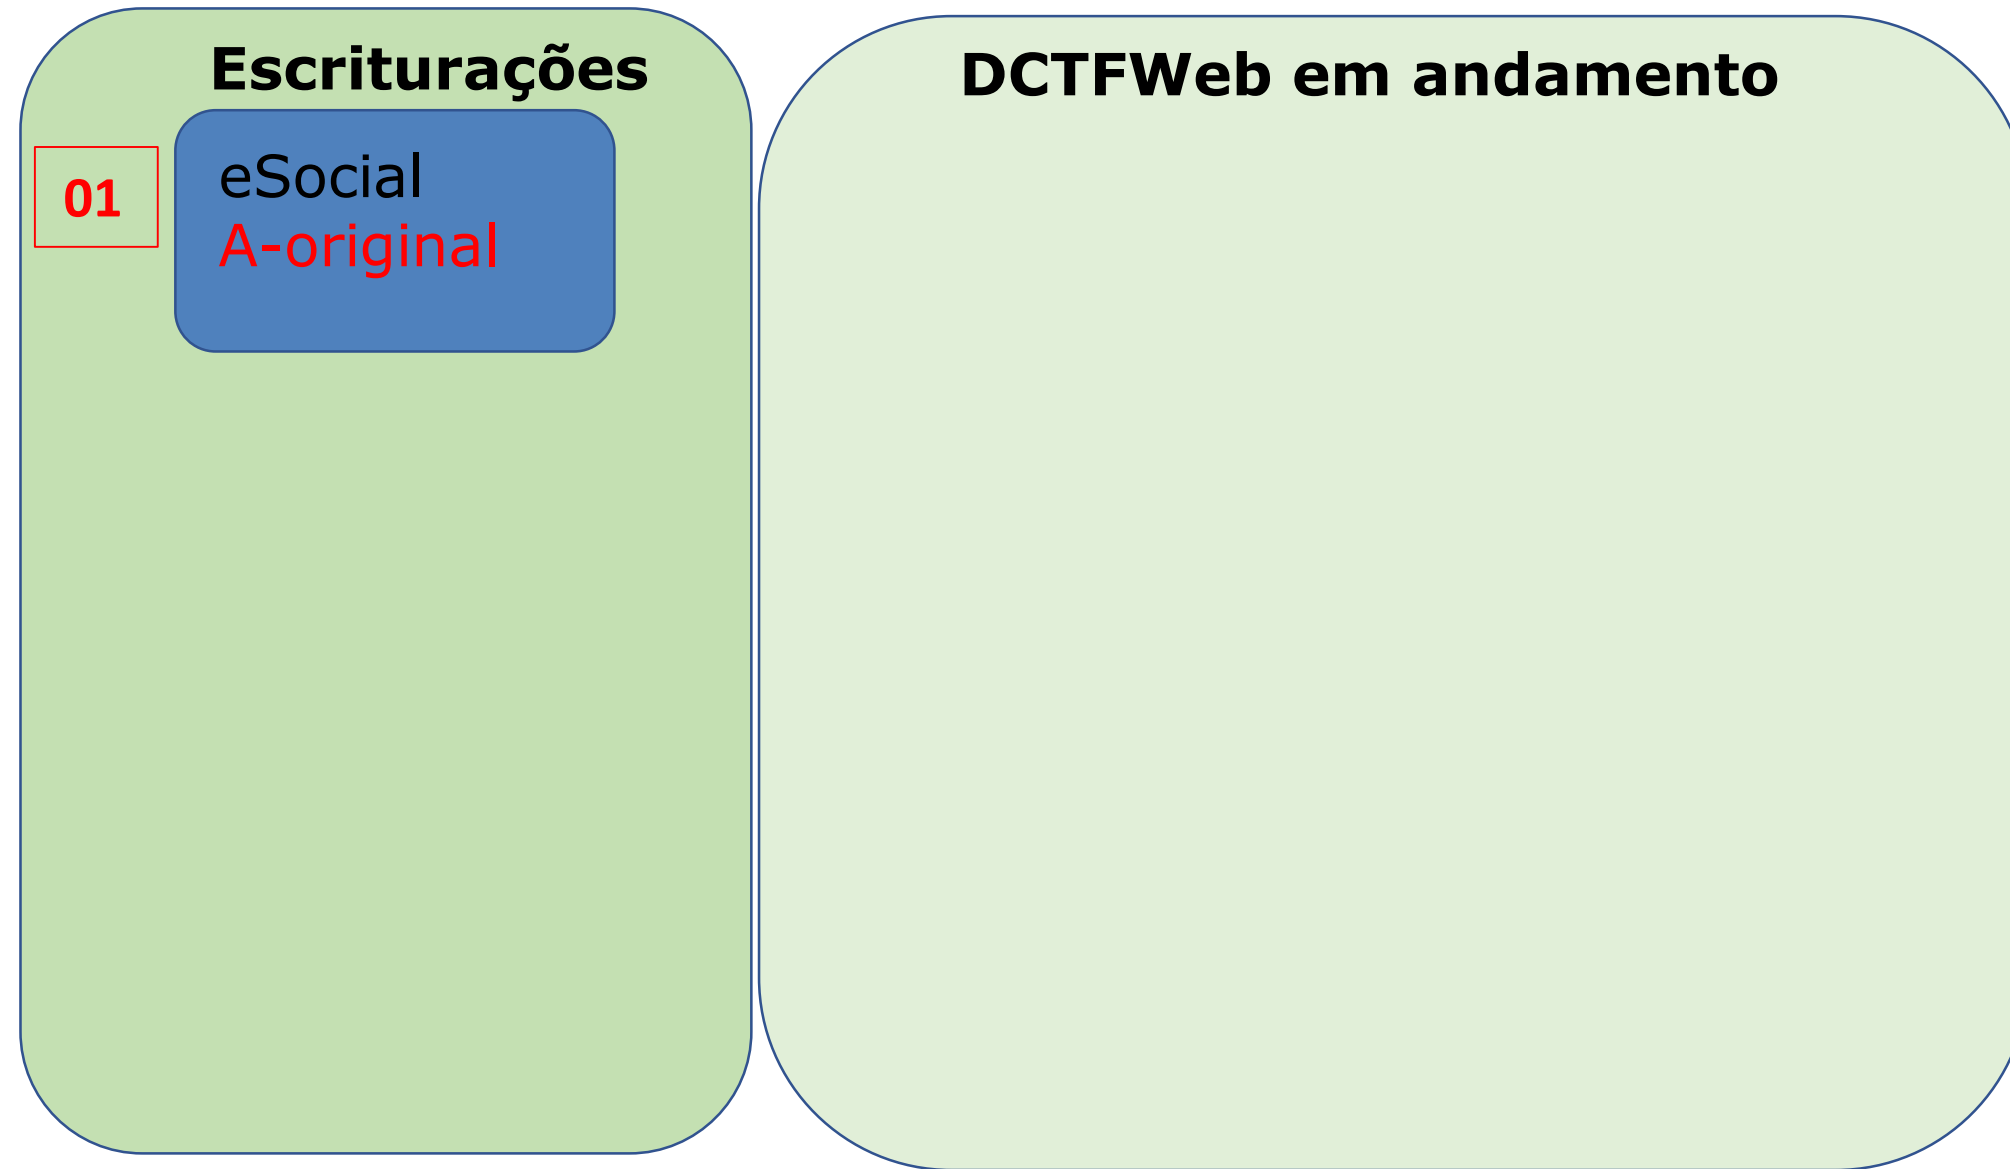 Escriturações
DCTFWeb em andamento
01
eSocial
A-original